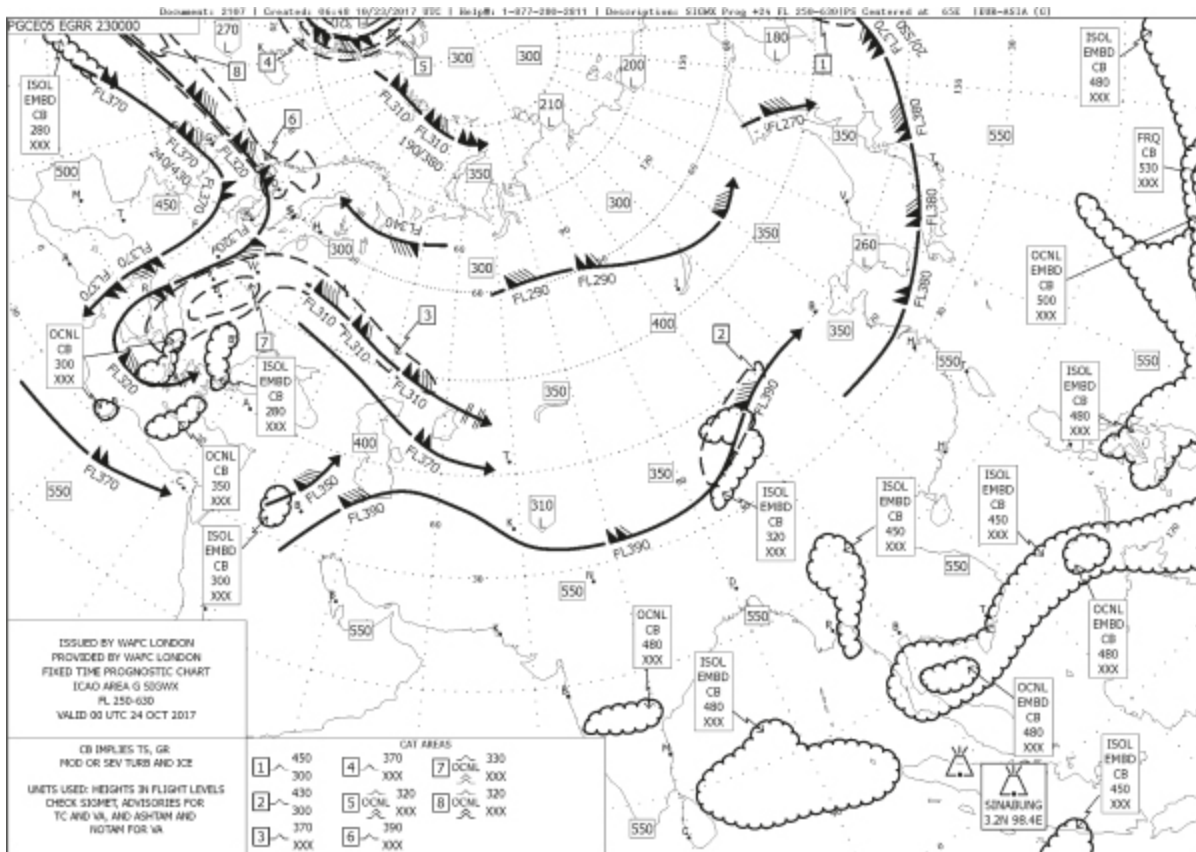 Document: 2107 | Created: 06:48 10/23/2017 UTC | Help#: 1-877-280-2811 | Description: SIGWX Prog +24 FL 250-630|PS Centered at 65E |EUR-ASIA (G)
PGCE05 EGRR 230000
270
L
8
4
5
300
300
200
L
210
180
L
1
FL370
ISOL
EMBD
CB
480
XXX
ISOL
EMBD
CB
280
XXX
FL370
FL310
FL310
190/380
FL270
350
FL380
550
6
FL370
240/430
FL320
350
500
450
FL370
300
FRQ
CB
530
XXX
FL340
300
350
FL380
260
L
FL370
FL370
FL320
300
FL290
FL290
OCNL
EMBD
CB
500
XXX
FL380
OCNL
CB
300
XXX
7
FL310
FL310
3
400
2
350
550
FL320
ISOL
EMBD
CB
280
XXX
FL310
350
FL390
ISOL
EMBD
CB
480
XXX
550
550
FL370
550
OCNL
CB
350
XXX
400
FL370
FL350
FL390
310
L
350
FL390
ISOL
EMBD
CB
320
XXX
ISOL
EMBD
CB
450
XXX
ISOL
EMBD
CB
450
XXX
ISOL
EMBD
CB
300
XXX
550
550
550
550
OCNL
CB
480
XXX
ISOL
EMBD
CB
480
XXX
OCNL
EMBD
CB
480
XXX
OCNL
EMBD
CB
480
XXX
ISOL
EMBD
CB
450
XXX
550
SINABUNG
3.2N 98.4E
ISSUED BY WAFC LONDON
PROVIDED BY WAFC LONDON
FIXED TIME PROGNOSTIC CHART
ICAO AREA G SIGWX
FL 250-630
VALID 00 UTC 24 OCT 2017
CB IMPLIES TS, GR
MOD OR SEV TURB AND ICE
UNITS USED: HEIGHTS IN FLIGHT LEVELS
CHECK SIGMET, ADVISORIES FOR
TC AND VA, AND ASHTAM AND
NOTAM FOR VA
CAT AREAS
1 450
300
2 430
300
3 370
XXX
4 370
XXX
5 OCNL 320
XXX
6 390
XXX
7 OCNL 330
XXX
8 OCNL 320
XXX